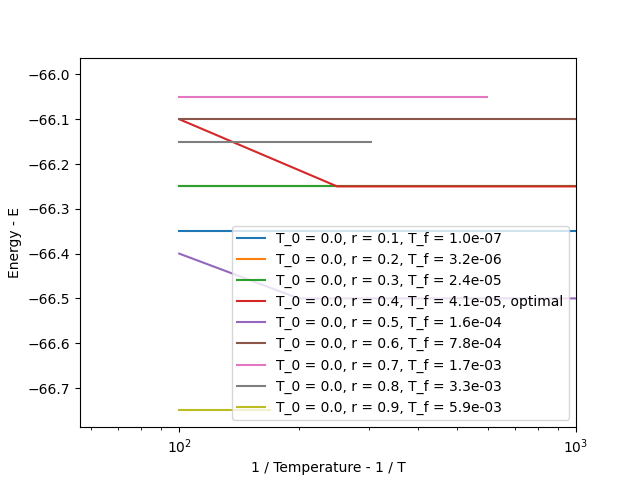 −66.0
−66.1
−66.2
−66.3
−66.4
−66.5
−66.6
−66.7
Energy - E
T_0 = 0.0, r = 0.1, T_f = 1.0e-07
T_0 = 0.0, r = 0.2, T_f = 3.2e-06
T_0 = 0.0, r = 0.3, T_f = 2.4e-05
T_0 = 0.0, r = 0.4, T_f = 4.1e-05, optimal
T_0 = 0.0, r = 0.5, T_f = 1.6e-04
T_0 = 0.0, r = 0.6, T_f = 7.8e-04
T_0 = 0.0, r = 0.7, T_f = 1.7e-03
T_0 = 0.0, r = 0.8, T_f = 3.3e-03
T_0 = 0.0, r = 0.9, T_f = 5.9e-03
10² 10³
1 / Temperature - 1 / T